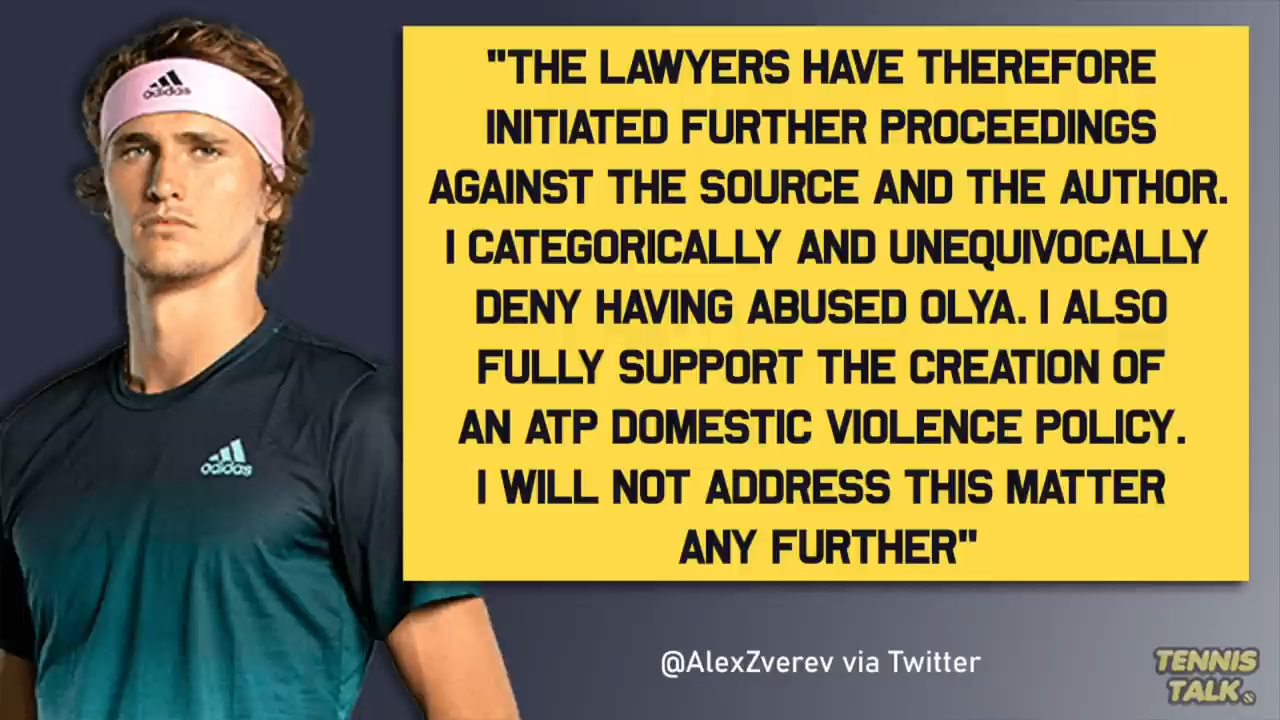 adidas
adidas
"THE LAWYERS HAVE THEREFORE
INITIATED FURTHER PROCEEDINGS
AGAINST THE SOURCE AND THE AUTHOR.
I CATEGORICALLY AND UNEQUIVOCALLY
DENY HAVING ABUSED OLYA. I ALSO
FULLY SUPPORT THE CREATION OF
AN ATP DOMESTIC VIOLENCE POLICY.
I WILL NOT ADDRESS THIS MATTER
ANY FURTHER"
@AlexZverev via Twitter
TENNIS
TALK